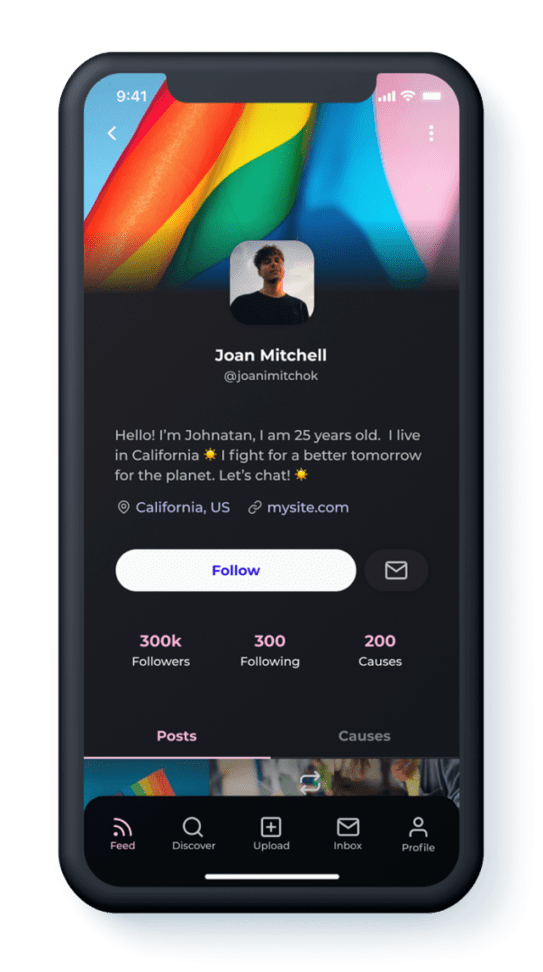 9:41
Joan Mitchell
@joanimitchok
Hello! I'm Johnatan, I am 25 years old. I live
in California ☀️ I fight for a better tomorrow
for the planet. Let's chat! ☀️
California, US mysite.com
Follow
300k 300 200
Followers Following Causes
Posts Causes
Feed Discover Upload Inbox Profile